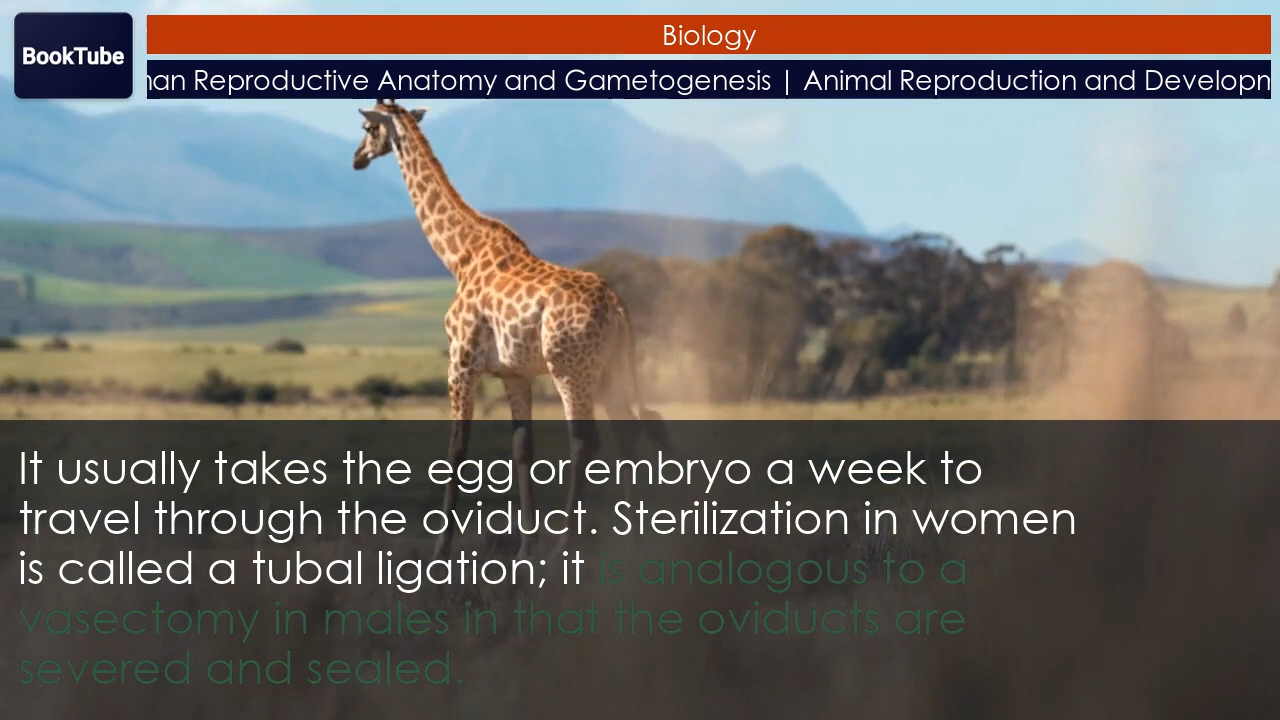 BookTube
Biology
nan Reproductive Anatomy and Gametogenesis | Animal Reproduction and Developn
It usually takes the egg or embryo a week to
travel through the oviduct. Sterilization in women
is called a tubal ligation; it is analogous to a
vasectomy in males in that the oviducts are
severed and sealed.